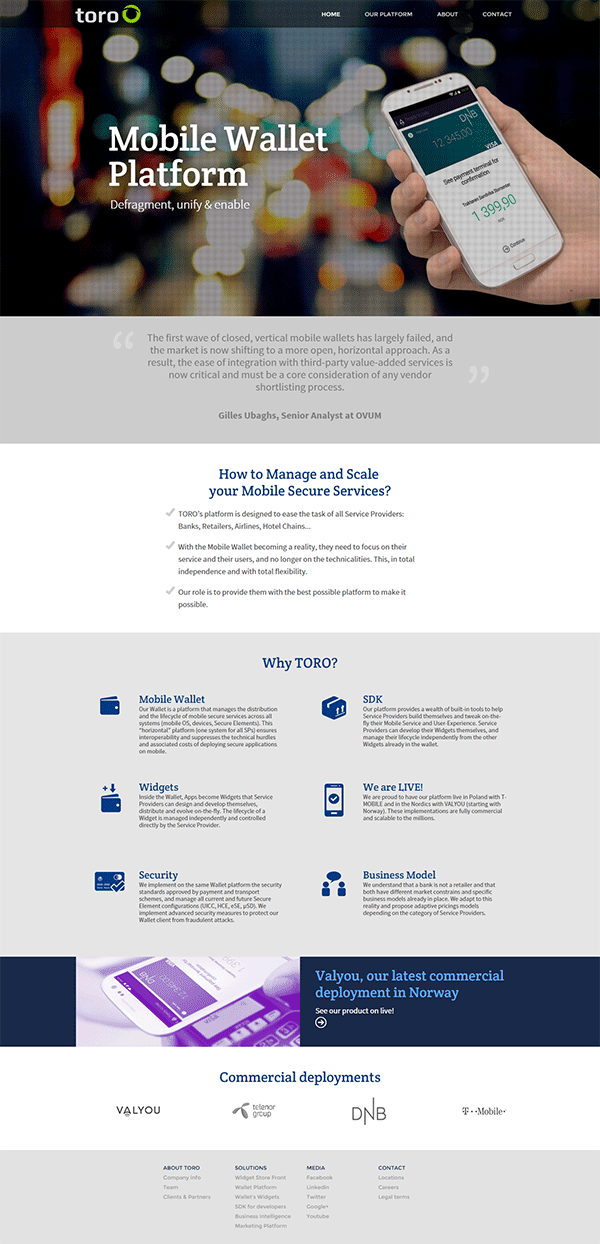 toro
HOME OUR PLATFORM ABOUT CONTACT
Mobile Wallet
Platform
Defragment, unify & enable
DNB
12 345,00
VISA
See payment terminal for
confirmation
1 399,90
Continue
“ The first wave of closed, vertical mobile wallets has largely failed, and
the market is now shifting to a more open, horizontal approach. As a
result, the ease of integration with third-party value-added services is
now critical and must be a core consideration of any vendor
shortlisting process. ”
Gilles Ubaghs, Senior Analyst at OVUM
How to Manage and Scale
your Mobile Secure Services?
TORO's platform is designed to ease the task of all Service Providers:
Banks, Retailers, Airlines, Hotel Chains...
With the Mobile Wallet becoming a reality, they need to focus on their
service and their users, and no longer on the technicalities. This, in total
independence and with total flexibility.
Our role is to provide them with the best possible platform to make it
possible.
Why TORO?
Mobile Wallet
Our Wallet is a platform that manages the distribution
and the lifecycle of mobile secure services across all
systems (mobile OS, devices, Secure Elements). This
"horizontal" platform (one system for all SPs) ensures
interoperability and suppresses the technical hurdles
and associated costs of deploying secure applications
on mobile.
SDK
Our platform provides a wealth of built-in tools to help
Service Providers build themselves and tweak on-the-
fly their Mobile Service and User-Experience. Service
Providers can develop their Widgets themselves, and
manage their lifecycle independently from the other
Widgets already in the wallet.
Widgets
Inside the Wallet, Apps become Widgets that Service
Providers can design and develop themselves,
distribute and evolve on-the-fly. The lifecycle of a
Widget is managed independently and controlled
directly by the Service Provider.
We are LIVE!
We are proud to have our platform live in Poland with T-
MOBILE and in the Nordics with VALYOU (starting with
Norway). These implementations are fully commercial
and scalable to the millions.
Security
We implement on the same Wallet platform the security
standards approved by payment and transport
schemes, and manage all current and future Secure
Element configurations (UICC, HCE, eSE, µSD). We
implement advanced security measures to protect our
Wallet client from fraudulent attacks.
Business Model
We understand that a bank is not a retailer and that
both have different market constrains and specific
business models already in place. We adapt to this
reality and propose adaptive pricings models
depending on the category of Service Providers.
DNB
VISA
Valyou, our latest commercial
deployment in Norway
See our product on live!
Commercial deployments
VALYOU
telenor
group
DNB
T··Mobile·
ABOUT TORO
Company info
Team
Clients & Partners
SOLUTIONS
Widget Store Front
Wallet Platform
Wallet's Widgets
SDK for developers
Business Intelligence
Marketing Platform
MEDIA
Facebook
Linkedin
Twitter
Google+
Youtube
CONTACT
Locations
Careers
Legal terms